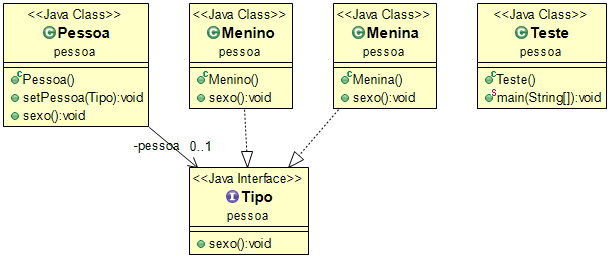 <<Java Class>>
Pessoa
pessoa
Pessoa()
setPessoa(Tipo):void
sexo():void
<<Java Class>>
Menino
pessoa
Menino()
sexo():void
<<Java Class>>
Menina
pessoa
Menina()
sexo():void
<<Java Class>>
Teste
pessoa
Teste()
main(String[]):void
-pessoa 0..1
<<Java Interface>>
Tipo
pessoa
sexo():void